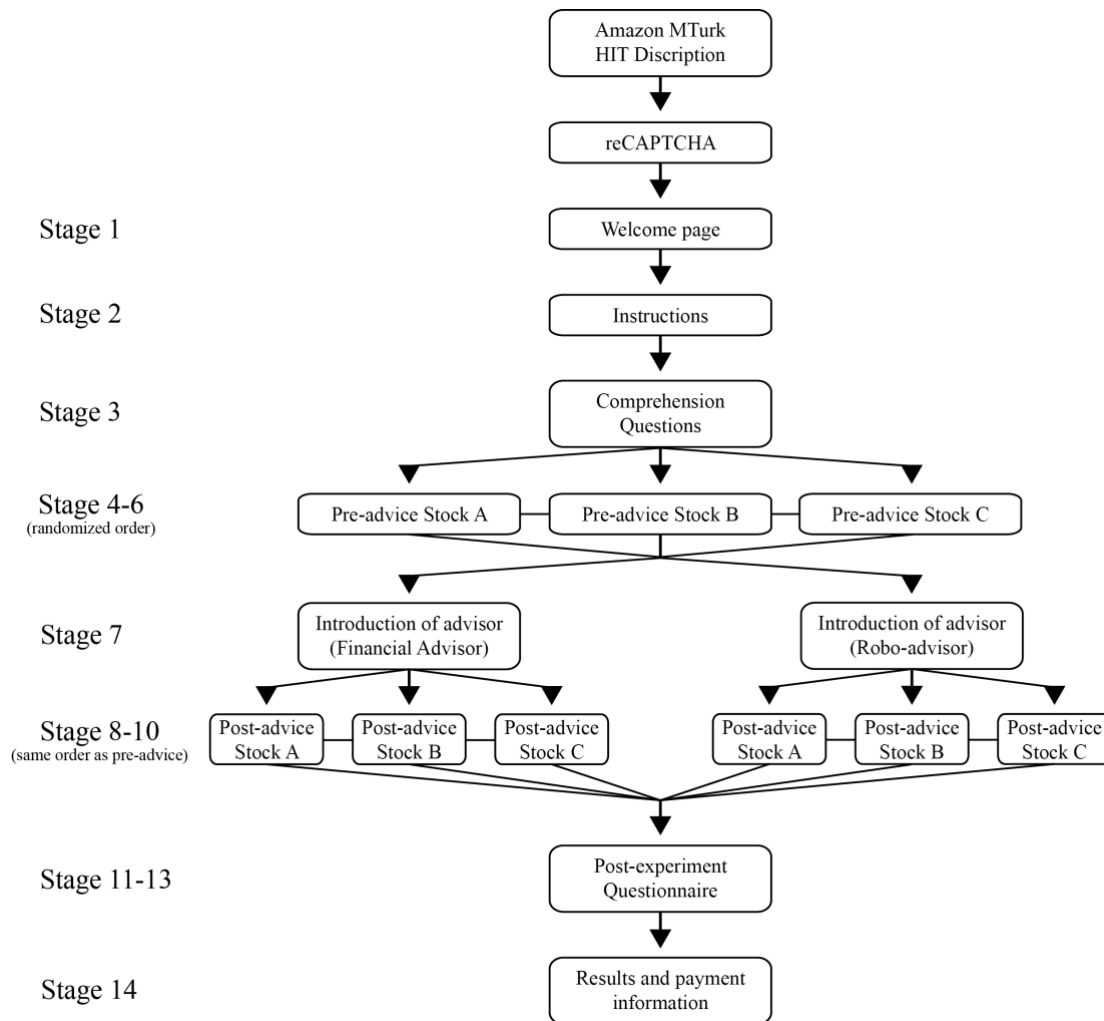 Amazon MTurk
HIT Discription
reCAPTCHA
Stage 1
Welcome page
Stage 2
Instructions
Stage 3
Comprehension
Questions
Stage 4-6
(randomized order)
Pre-advice Stock A
Pre-advice Stock B
Pre-advice Stock C
Stage 7
Introduction of advisor
(Financial Advisor)
Introduction of advisor
(Robo-advisor)
Stages 8-10
(same order as pre-advice)
Post-advice
Stock A
Post-advice
Stock B
Post-advice
Stock C
Post-advice
Stock A
Post-advice
Stock B
Post-advice
Stock C
Stage 11-13
Post-experiment
Questionnaire
Stage 14
Results and payment
information